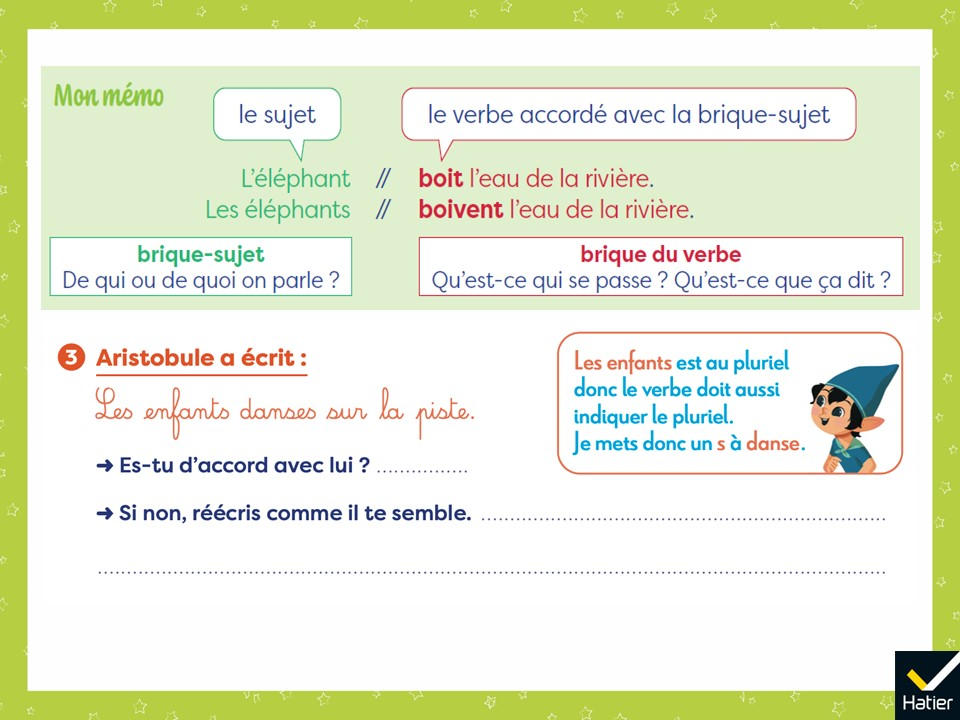 Mon mémo
le sujet
le verbe accordé avec la brique-sujet
L'éléphant // boit l'eau de la rivière.
Les éléphants // boivent l'eau de la rivière.
brique-sujet
De qui ou de quoi on parle ?
brique du verbe
Qu'est-ce qui se passe ? Qu'est-ce que ça dit ?
3 Aristobule a écrit :
Les enfants danses sur la piste.
Les enfants est au pluriel
donc le verbe doit aussi
indiquer le pluriel.
Je mets donc un s à danse.
➜ Es-tu d'accord avec lui ? ................
➜ Si non, réécris comme il te semble. ................................................................
................................................................................................................................
Hatier